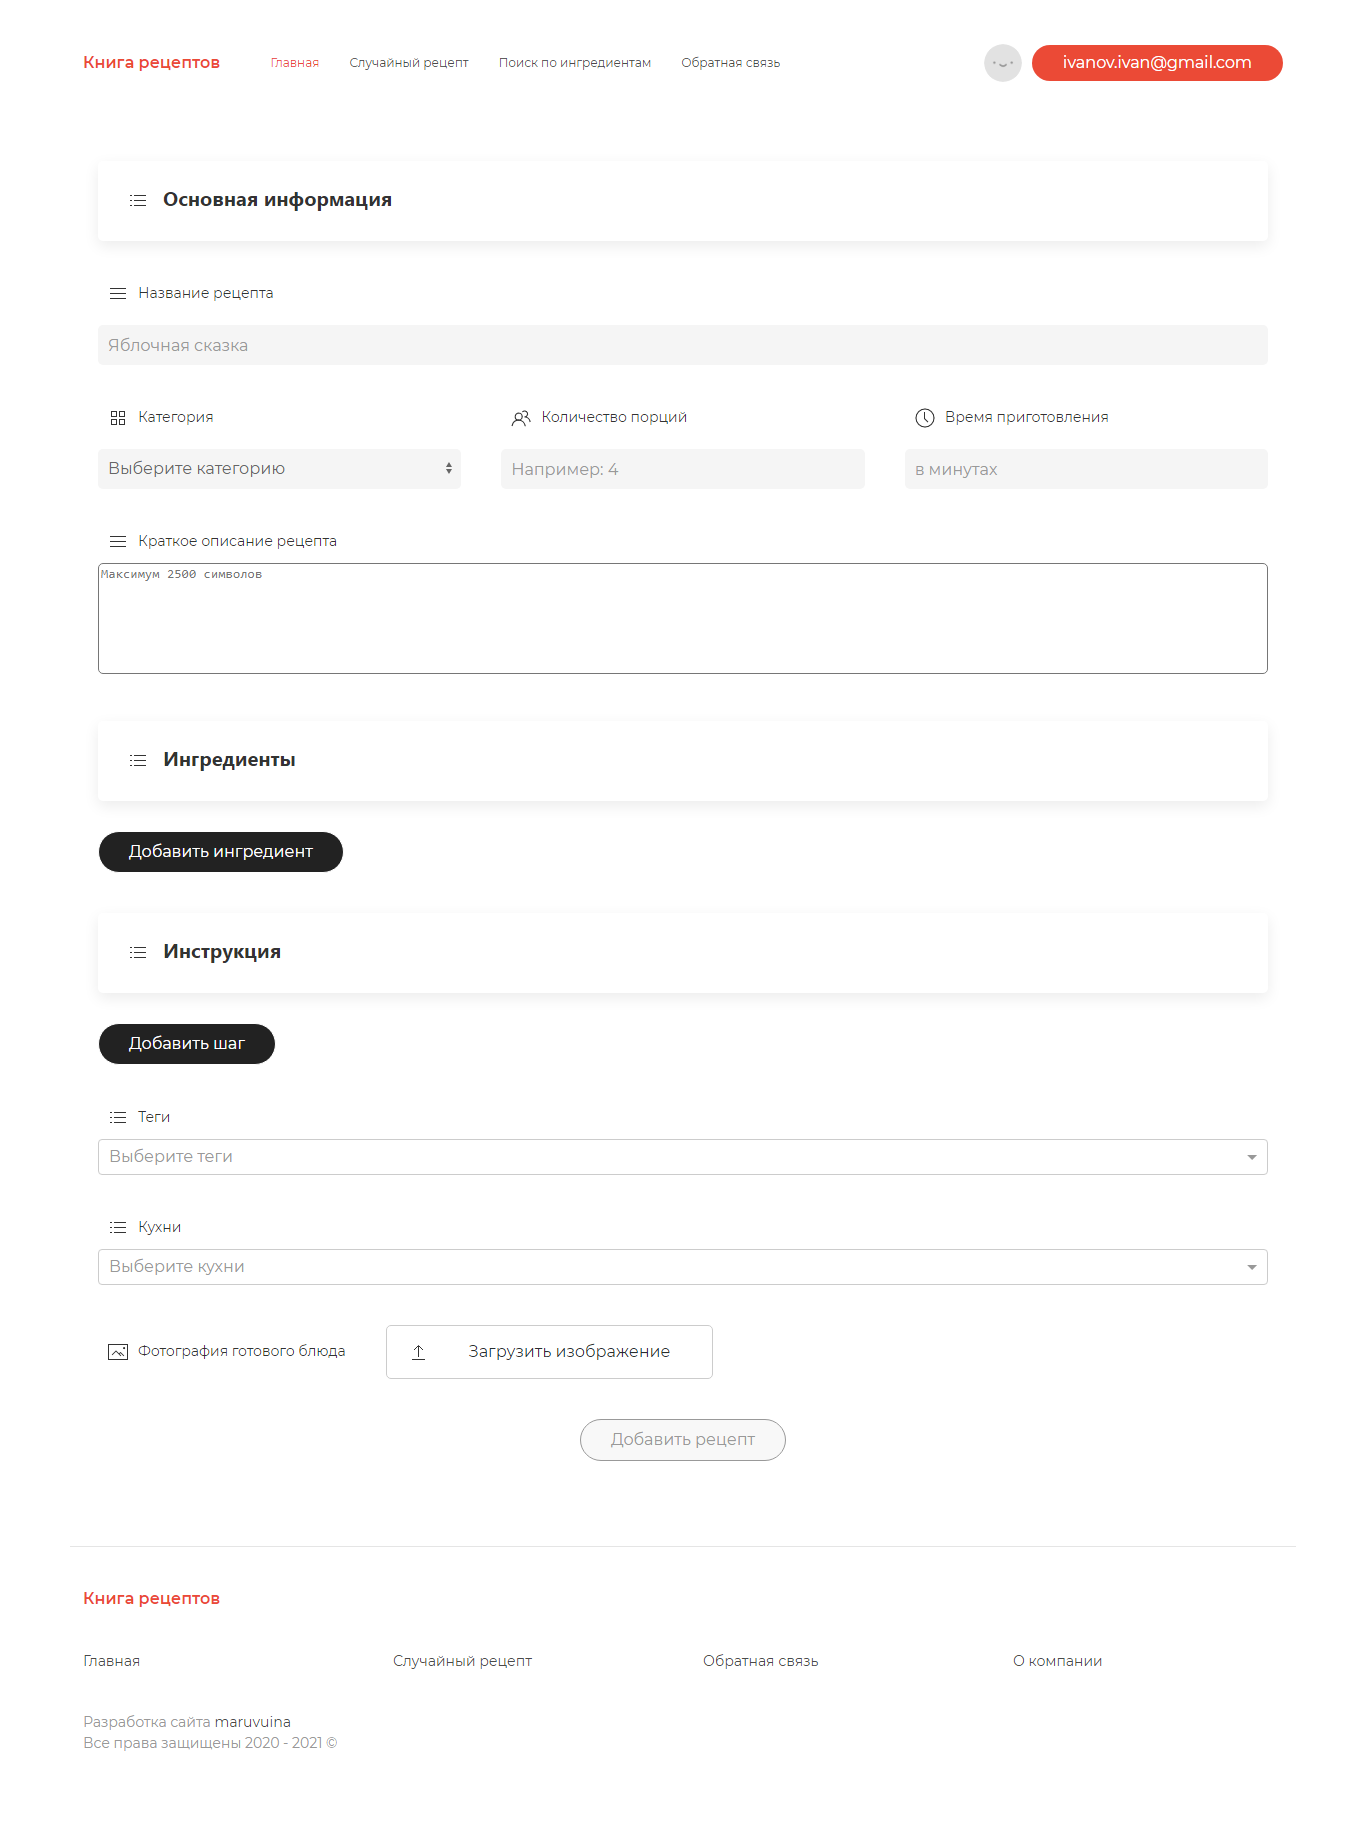 Книга рецептов
Главная
Случайный рецепт
Поиск по ингредиентам
Обратная связь
ivanov.ivan@gmail.com
Основная информация
Название рецепта
Яблочная сказка
Категория
Количество порций
Время приготовления
Выберите категорию
Например: 4
в минутах
Краткое описание рецепта
Максимум 2500 символов
Ингредиенты
Добавить ингредиент
Инструкция
Добавить шаг
Теги
Выберите теги
Кухни
Выберите кухни
Фотография готового блюда
Загрузить изображение
Добавить рецепт
Книга рецептов
Главная
Случайный рецепт
Обратная связь
О компании
Разработка сайта maruvuina
Все права защищены 2020 - 2021 ©